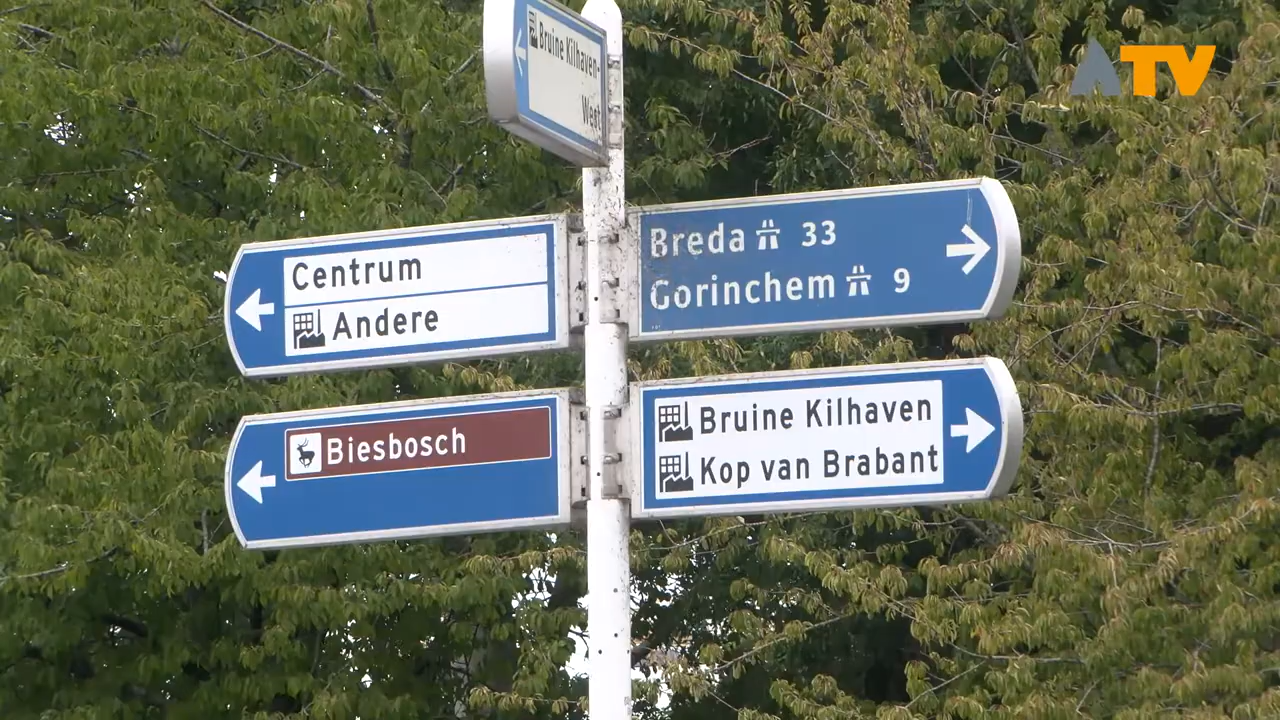 Bruine Kilhaven-
West
ATV
Centrum
Andere
Breda 33
Gorinchem 9
Biesbosch
Bruine Kilhaven
Kop van Brabant